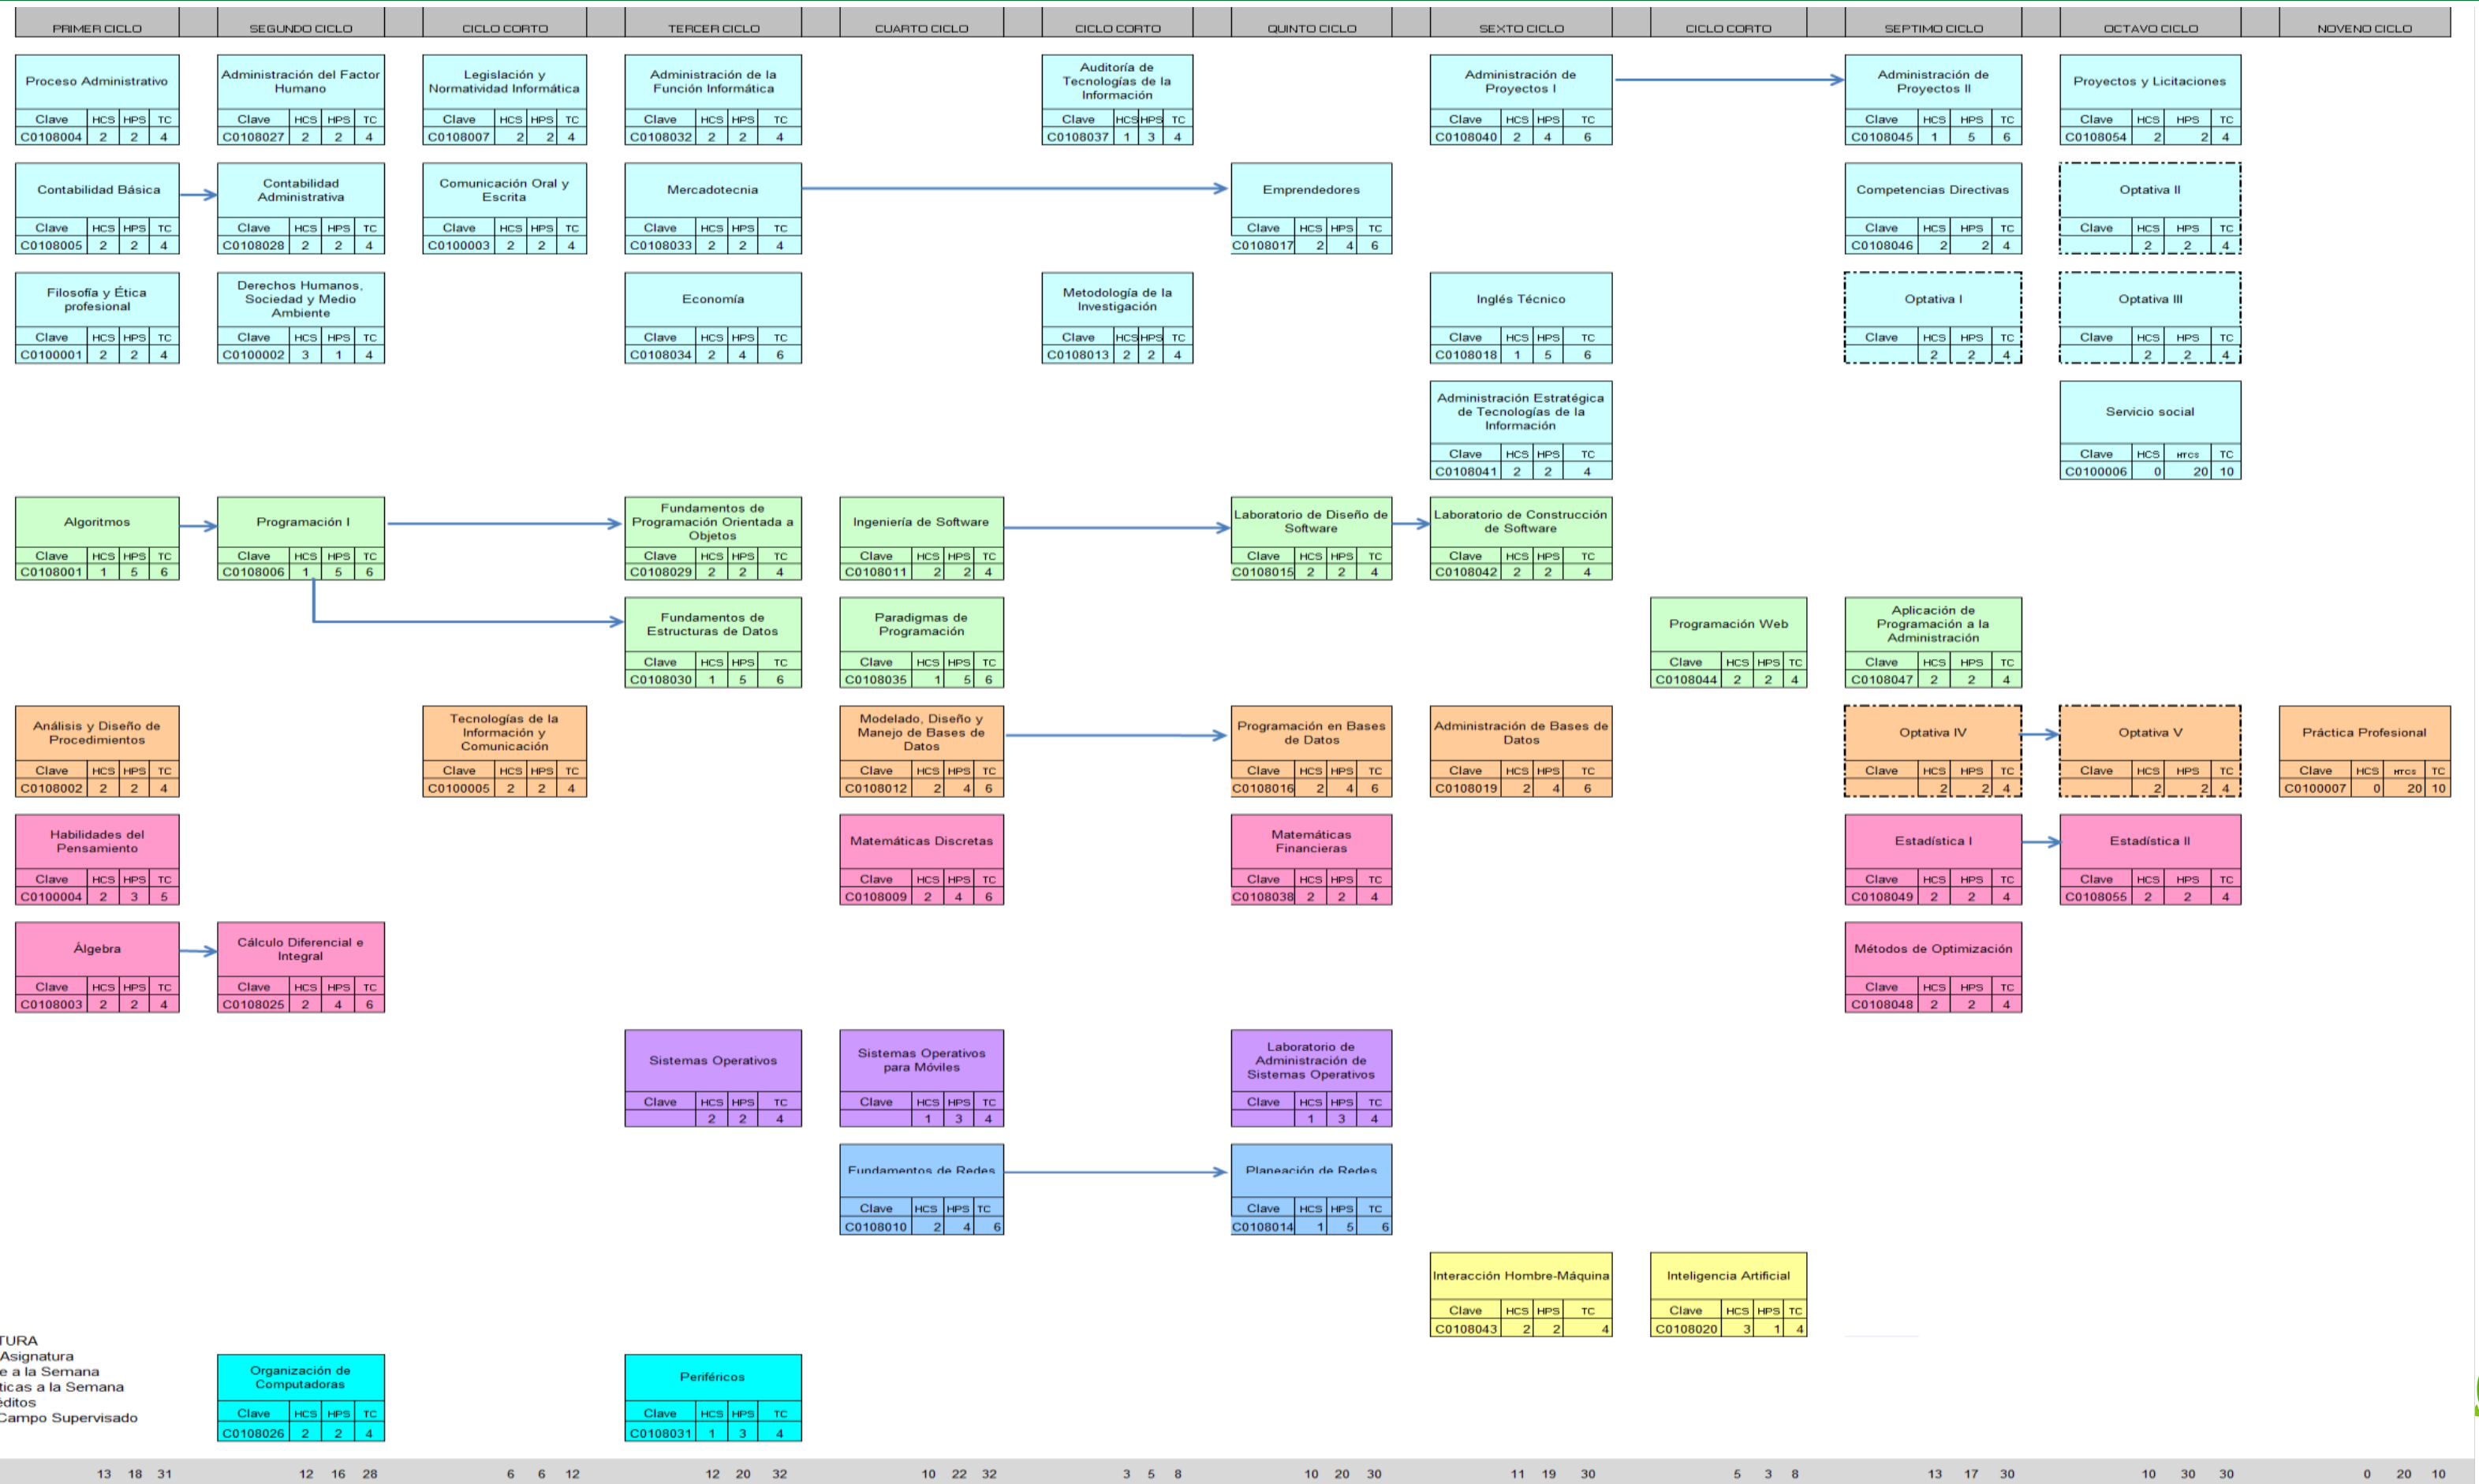 PRIMER CICLO SEGUNDO CICLO CICLO CORTO TERCER CICLO CUARTO CICLO CICLO CORTO QUINTO CICLO SEXTO CICLO CICLO CORTO SEPTIMO CICLO OCTAVO CICLO NOVENO CICLO
Proceso Administrativo
Clave HCS HPS TC
C0108004 2 2 4
Administración del Factor
Humano
Clave HCS HPS TC
C0108027 2 2 4
Legislación y
Normatividad Informática
Clave HCS HPS TC
C0108007 2 2 4
Administración de la
Función Informática
Clave HCS HPS TC
C0108032 2 2 4
Auditoría de
Tecnologías de la
Información
Clave HCS HPS TC
C0108037 1 3 4
Administración de
Proyectos I
Clave HCS HPS TC
C0108040 2 4 6
Administración de
Proyectos II
Clave HCS HPS TC
C0108045 1 5 6
Proyectos y Licitaciones
Clave HCS HPS TC
C0108054 2 2 4
Contabilidad Básica
Clave HCS HPS TC
C0108005 2 2 4
Contabilidad
Administrativa
Clave HCS HPS TC
C0108028 2 2 4
Comunicación Oral y
Escrita
Clave HCS HPS TC
C0100003 2 2 4
Mercadotecnia
Clave HCS HPS TC
C0108033 2 2 4
Emprendedores
Clave HCS HPS TC
C0108017 2 4 6
Competencias Directivas
Clave HCS HPS TC
C0108046 2 2 4
Optativa II
Clave HCS HPS TC
2 2 4
Filosofía y Ética
profesional
Clave HCS HPS TC
C0100001 2 2 4
Derechos Humanos,
Sociedad y Medio
Ambiente
Clave HCS HPS TC
C0100002 3 1 4
Economía
Clave HCS HPS TC
C0108034 2 4 6
Metodología de la
Investigación
Clave HCS HPS TC
C0108013 2 2 4
Inglés Técnico
Clave HCS HPS TC
C0108018 1 5 6
Optativa I
Clave HCS HPS TC
2 2 4
Optativa III
Clave HCS HPS TC
2 2 4
Administración Estratégica
de Tecnologías de la
Información
Clave HCS HPS TC
C0108041 2 2 4
Servicio social
Clave HCS HTCS TC
C0100006 0 20 10
Algoritmos
Clave HCS HPS TC
C0108001 1 5 6
Programación I
Clave HCS HPS TC
C0108006 1 5 6
Fundamentos de
Programación Orientada a
Objetos
Clave HCS HPS TC
C0108029 2 2 4
Ingeniería de Software
Clave HCS HPS TC
C0108011 2 2 4
Laboratorio de Diseño de
Software
Clave HCS HPS TC
C0108015 2 2 4
Laboratorio de Construcción
de Software
Clave HCS HPS TC
C0108042 2 2 4
Fundamentos de
Estructuras de Datos
Clave HCS HPS TC
C0108030 1 5 6
Paradigmas de
Programación
Clave HCS HPS TC
C0108035 1 5 6
Programación Web
Clave HCS HPS TC
C0108044 2 2 4
Aplicación de
Programación a la
Administración
Clave HCS HPS TC
C0108047 2 2 4
Análisis y Diseño de
Procedimientos
Clave HCS HPS TC
C0108002 2 2 4
Tecnologías de la
Información y
Comunicación
Clave HCS HPS TC
C0100005 2 2 4
Modelado, Diseño y
Manejo de Bases de
Datos
Clave HCS HPS TC
C0108012 2 4 6
Programación en Bases
de Datos
Clave HCS HPS TC
C0108016 2 4 6
Administración de Bases de
Datos
Clave HCS HPS TC
C0108019 2 4 6
Optativa IV
Clave HCS HPS TC
2 2 4
Optativa V
Clave HCS HPS TC
2 2 4
Práctica Profesional
Clave HCS HTCS TC
C0100007 0 20 10
Habilidades del
Pensamiento
Clave HCS HPS TC
C0100004 2 3 5
Matemáticas Discretas
Clave HCS HPS TC
C0108009 2 4 6
Matemáticas
Financieras
Clave HCS HPS TC
C0108038 2 2 4
Estadística I
Clave HCS HPS TC
C0108049 2 2 4
Estadística II
Clave HCS HPS TC
C0108055 2 2 4
Álgebra
Clave HCS HPS TC
C0108003 2 2 4
Cálculo Diferencial e
Integral
Clave HCS HPS TC
C0108025 2 4 6
Métodos de Optimización
Clave HCS HPS TC
C0108048 2 2 4
Sistemas Operativos
Clave HCS HPS TC
2 2 4
Sistemas Operativos
para Móviles
Clave HCS HPS TC
1 3 4
Laboratorio de
Administración de
Sistemas Operativos
Clave HCS HPS TC
1 3 4
Fundamentos de Redes
Clave HCS HPS TC
C0108010 2 4 6
Planeación de Redes
Clave HCS HPS TC
C0108014 1 5 6
Interacción Hombre-Máquina
Clave HCS HPS TC
C0108043 2 2 4
Inteligencia Artificial
Clave HCS HPS TC
C0108020 3 1 4
TURA
Asignatura
e a la Semana
ticas a la Semana
éditos
Campo Supervisado
Organización de
Computadoras
Clave HCS HPS TC
C0108026 2 2 4
Periféricos
Clave HCS HPS TC
C0108031 1 3 4
13 18 31 12 16 28 6 6 12 12 20 32 10 22 32 3 5 8 10 20 30 11 19 30 5 3 8 13 17 30 10 30 30 0 20 10